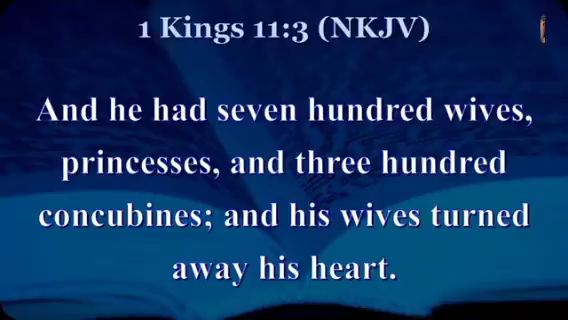 1 Kings 11:3 (NKJV)
And he had seven hundred wives,
princesses, and three hundred
concubines; and his wives turned
away his heart.